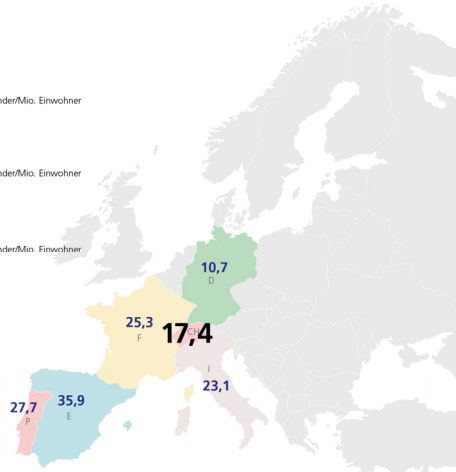 nder/Mio. Einwohner
nder/Mio. Einwohner
nder/Mio. Einwohner
10,7
D
25,3
F
17,4
CH
I
23,1
27,7
P
35,9
E